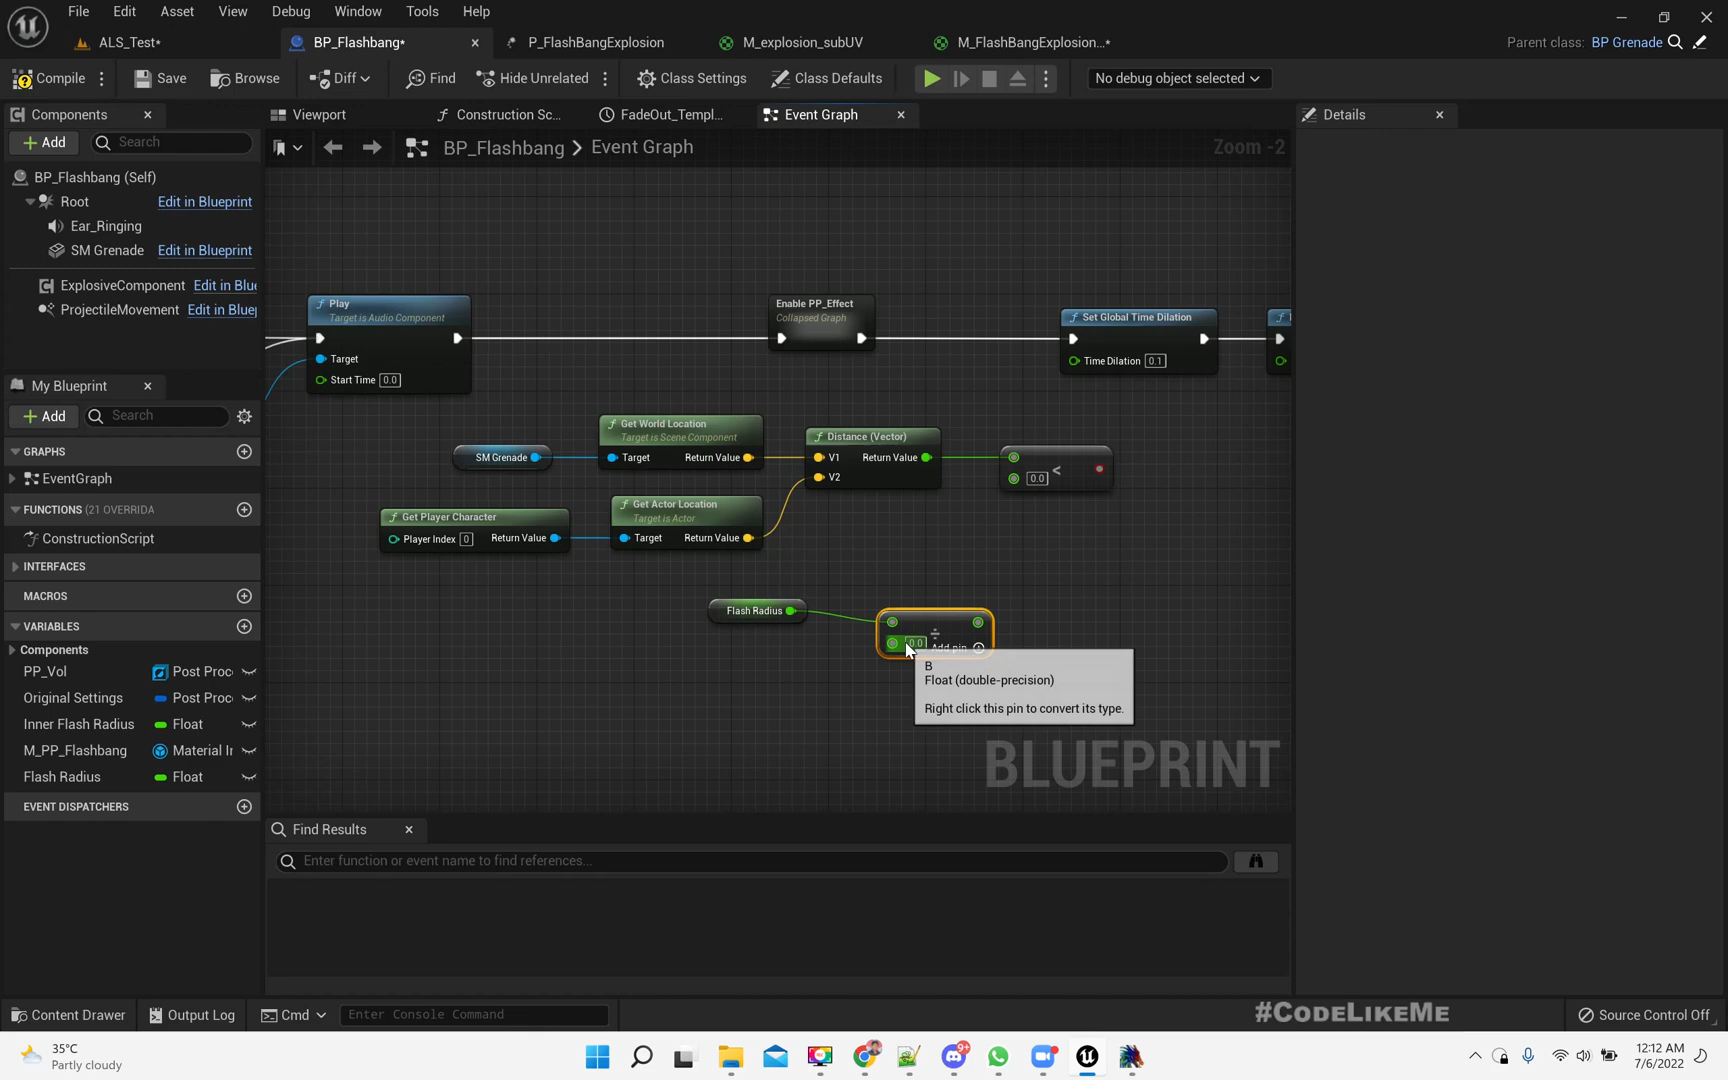 File Edit Asset View Debug Window Tools Help
ALS_Test*
BP_Flashbang*
P_FlashBangExplosion
M_explosion_subUV
M_FlashBangExplosion...*
Parent class: BP Grenade
Compile
Save
Browse
Diff
Find
Hide Unrelated
Class Settings
Class Defaults
No debug object selected
Components
Viewport
Construction Sc...
FadeOut_Templ...
Event Graph
Details
Add
Search
BP_Flashbang > Event Graph
Zoom -2
BP_Flashbang (Self)
Root Edit in Blueprint
Ear_Ringing
SM Grenade Edit in Blueprint
ExplosiveComponent Edit in Blue
ProjectileMovement Edit in Bluep
My Blueprint
Add
Search
GRAPHS
EventGraph
FUNCTIONS (21 OVERRIDA
ConstructionScript
INTERFACES
MACROS
VARIABLES
Components
PP_Vol Post Proc
Original Settings Post Proc
Inner Flash Radius Float
M_PP_Flashbang Material Ir
Flash Radius Float
EVENT DISPATCHERS
Play
Target is Audio Component
Target
Start Time 0.0
Enable PP_Effect
Collapsed Graph
Set Global Time Dilation
Time Dilation 0.1
SM Grenade
Get World Location
Target is Scene Component
Target Return Value
Distance (Vector)
V1 Return Value
V2
0.0 <
Get Player Character
Player Index 0 Return Value
Get Actor Location
Target is Actor
Target Return Value
Flash Radius
÷
0.0 Add pin
B
Float (double-precision)
Right click this pin to convert its type.
BLUEPRINT
Find Results
Enter function or event name to find references...
Content Drawer
Output Log
Cmd
Enter Console Command
#CODELIKEME
Source Control Off
35°C
Partly cloudy
9+
12:12 AM
7/6/2022